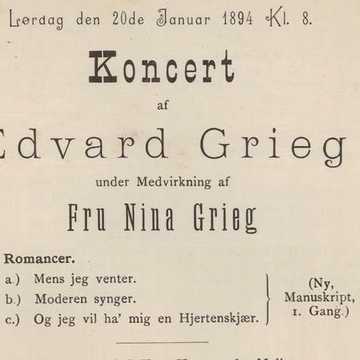 Lørdag den 20de Januar 1894 Kl. 8.
Koncert
af
Edvard Grieg
under Medvirkning af
Fru Nina Grieg
Romancer.
a.) Mens jeg venter.
b.) Moderen synger.
c.) Og jeg vil ha' mig en Hjertenskjær.
(Ny,
Manuskript,
1. Gang.)